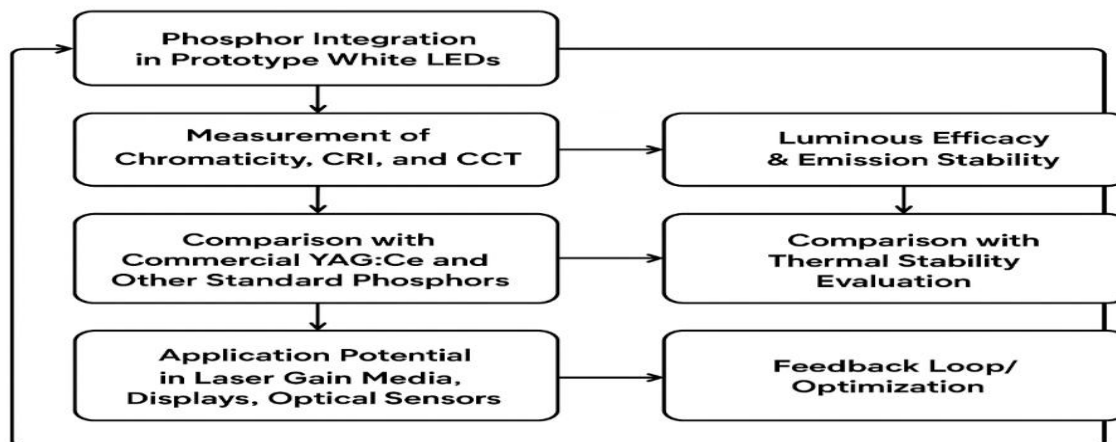 Phosphor Integration
in Prototype White LEDs
Measurement of
Chromaticity, CRI, and CCT
Luminous Efficacy
& Emission Stability
Comparison with
Commercial YAG:Ce and
Other Standard Phosphors
Comparison with
Thermal Stability
Evaluation
Application Potential
in Laser Gain Media,
Displays, Optical Sensors
Feedback Loop/
Optimization